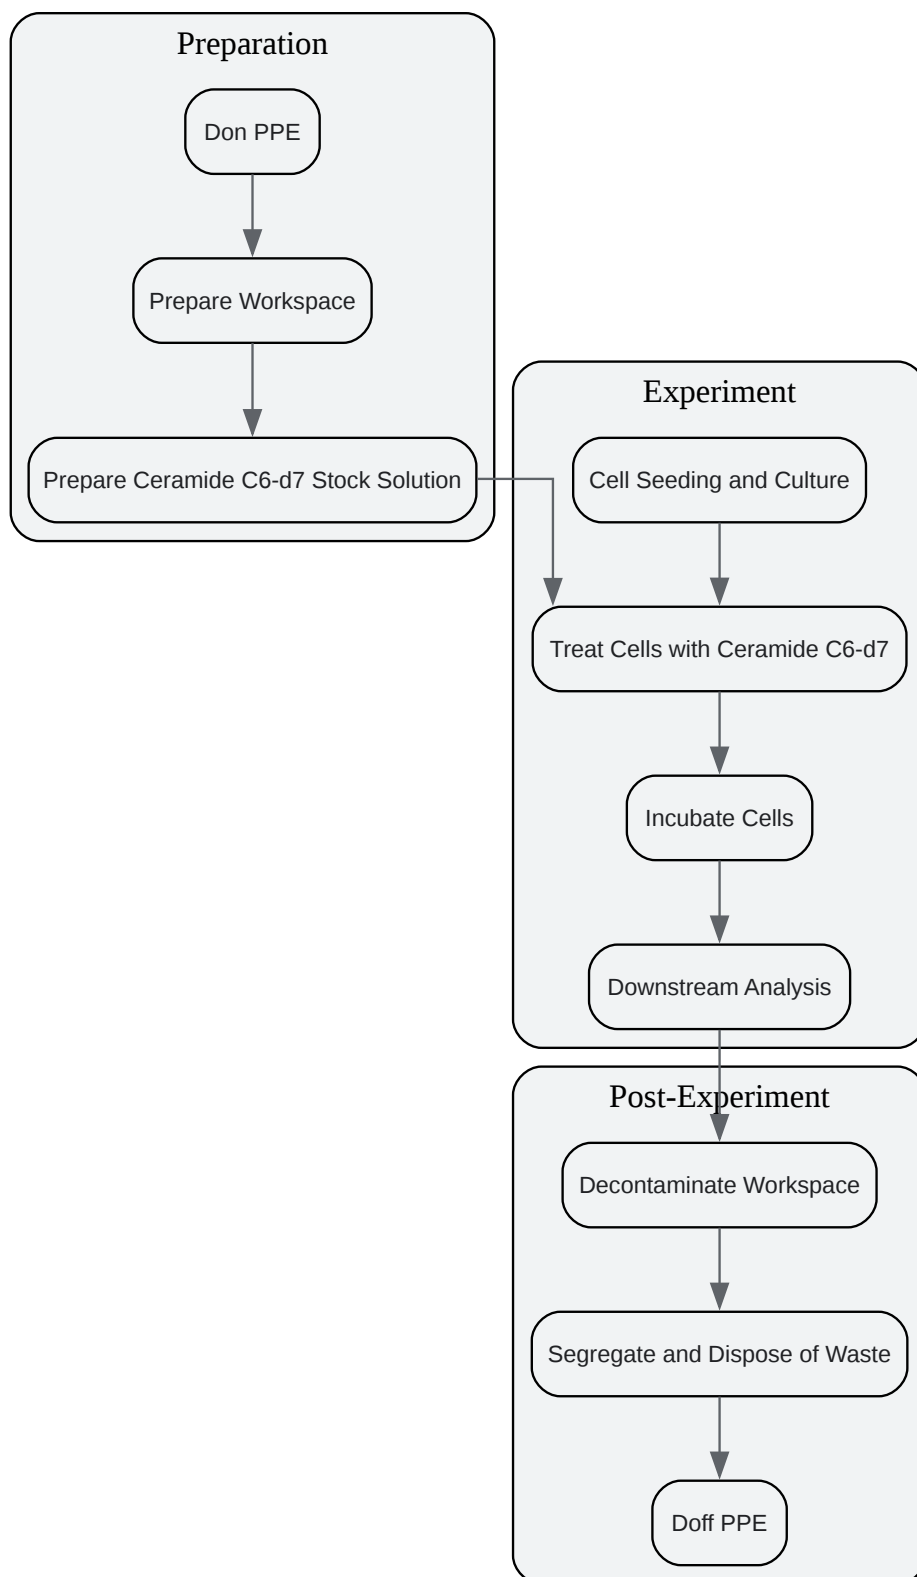 Preparation
Don PPE
Prepare Workspace
Prepare Ceramide C6-d7 Stock Solution
Experiment
Cell Seeding and Culture
Treat Cells with Ceramide C6-d7
Incubate Cells
Downstream Analysis
Post-Experiment
Decontaminate Workspace
Segregate and Dispose of Waste
Doff PPE